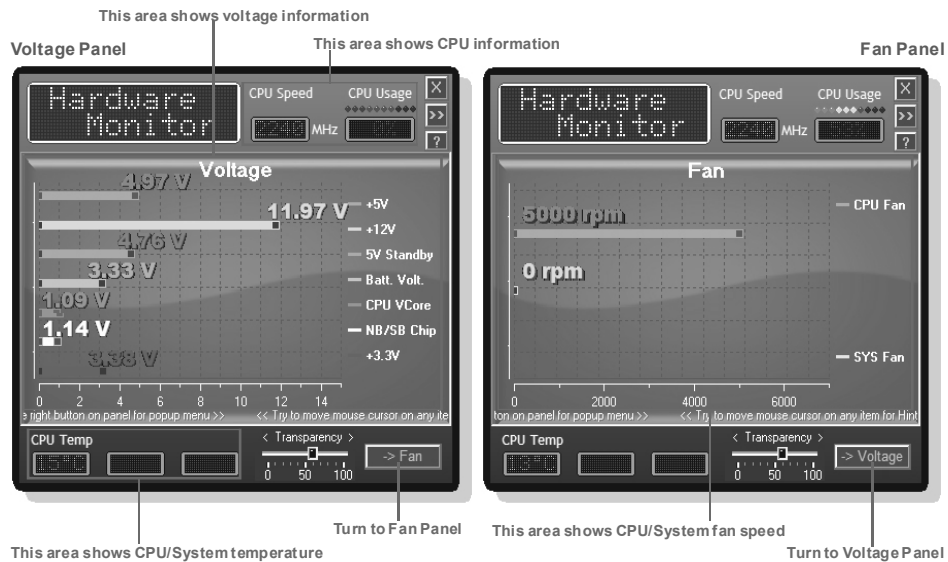 This area shows voltage information
This area shows CPU information
Voltage Panel
Fan Panel
Hardware
Monitor
CPU Speed
2240 MHz
CPU Usage
X
>>
?
Voltage
4.97 V
11.97 V
4.76 V
3.33 V
1.09 V
1.14 V
3.38 V
+5V
+12V
5V Standby
Batt. Volt.
CPU VCore
NB/SB Chip
+3.3V
0 2 4 6 8 10 12 14
e right button on panel for popup menu >> << Try to move mouse cursor on any ite
CPU Temp
15°C
< Transparency >
0 50 100
-> Fan
Hardware
Monitor
CPU Speed
2240 MHz
CPU Usage
X
>>
?
Fan
5000 rpm
0 rpm
CPU Fan
SYS Fan
0 2000 4000 6000
ton on panel for popup menu >> << Try to move mouse cursor on any item for Hint
CPU Temp
13°C
< Transparency >
0 50 100
-> Voltage
Turn to Fan Panel
This area shows CPU/System fan speed
This area shows CPU/System temperature
Turn to Voltage Panel